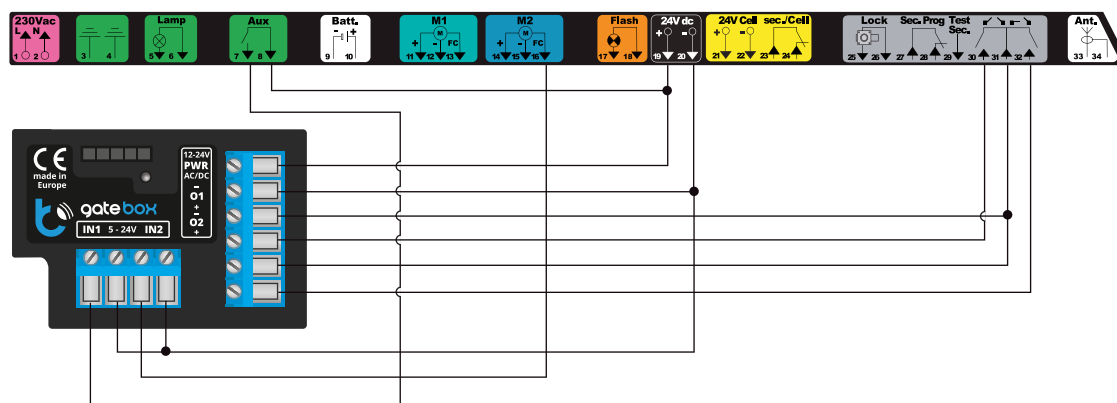 230Vac
L N
Lamp
Aux
Batt.
- +
M1
M2
Flash
24V dc
24V Cell sec./Cell
Lock Sec. Prog Test
Sec.
Ant.
M
+ - FC
M
+ - FC
+ -
+ -
1 2
3 4
5 6
7 8
9 10
11 12 13
14 15 16
17 18
19 20
21 22 23 24
25 26 27 28 29 30 31 32
33 34
CE
made in
Europe
12-24V
PWR
AC/DC
-
O1
+
-
O2
+
gatebox
IN1 5 - 24V IN2